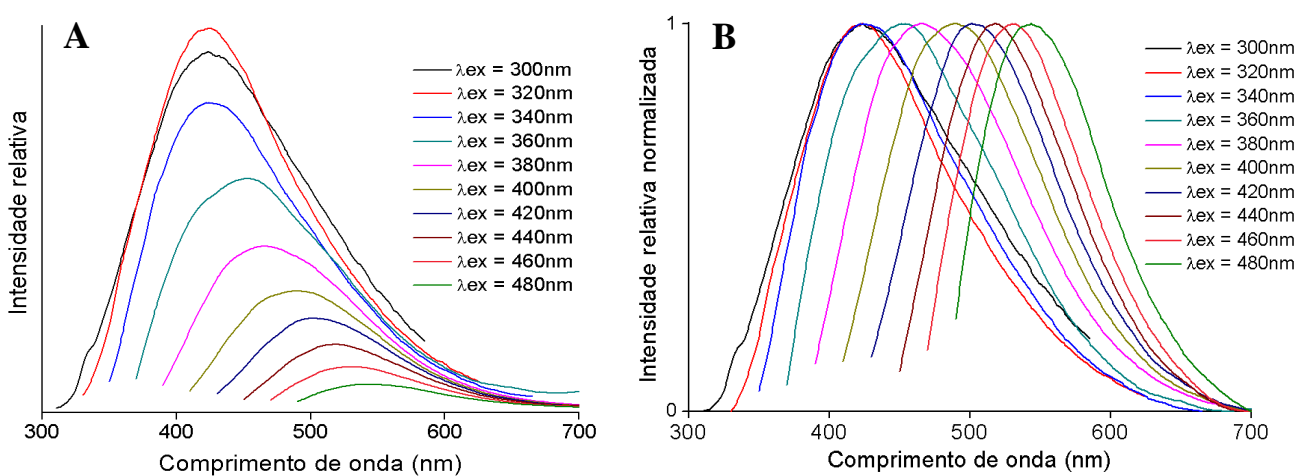 A
Intensidade relativa
λex = 300nm
λex = 320nm
λex = 340nm
λex = 360nm
λex = 380nm
λex = 400nm
λex = 420nm
λex = 440nm
λex = 460nm
λex = 480nm
300 400 500 600 700
Comprimento de onda (nm)
B
Intensidade relativa normalizada
1
0
λex = 300nm
λex = 320nm
λex = 340nm
λex = 360nm
λex = 380nm
λex = 400nm
λex = 420nm
λex = 440nm
λex = 460nm
λex = 480nm
300 400 500 600 700
Comprimento de onda (nm)